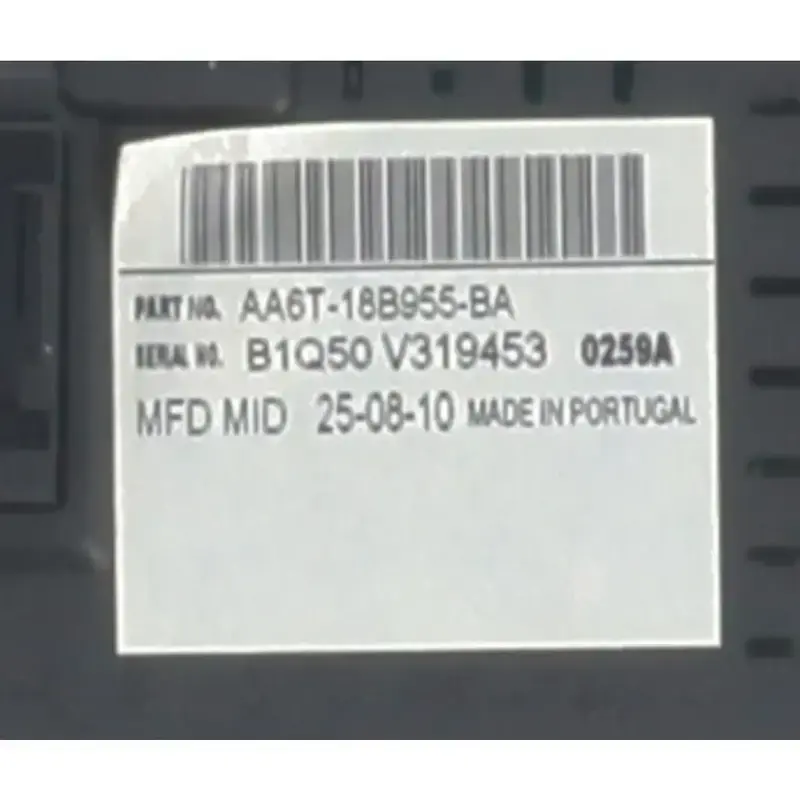 PART NO. AA6T-18B955-BA
SERIAL NO. B1Q50 V319453 0259A
MFD MID 25-08-10 MADE IN PORTUGAL